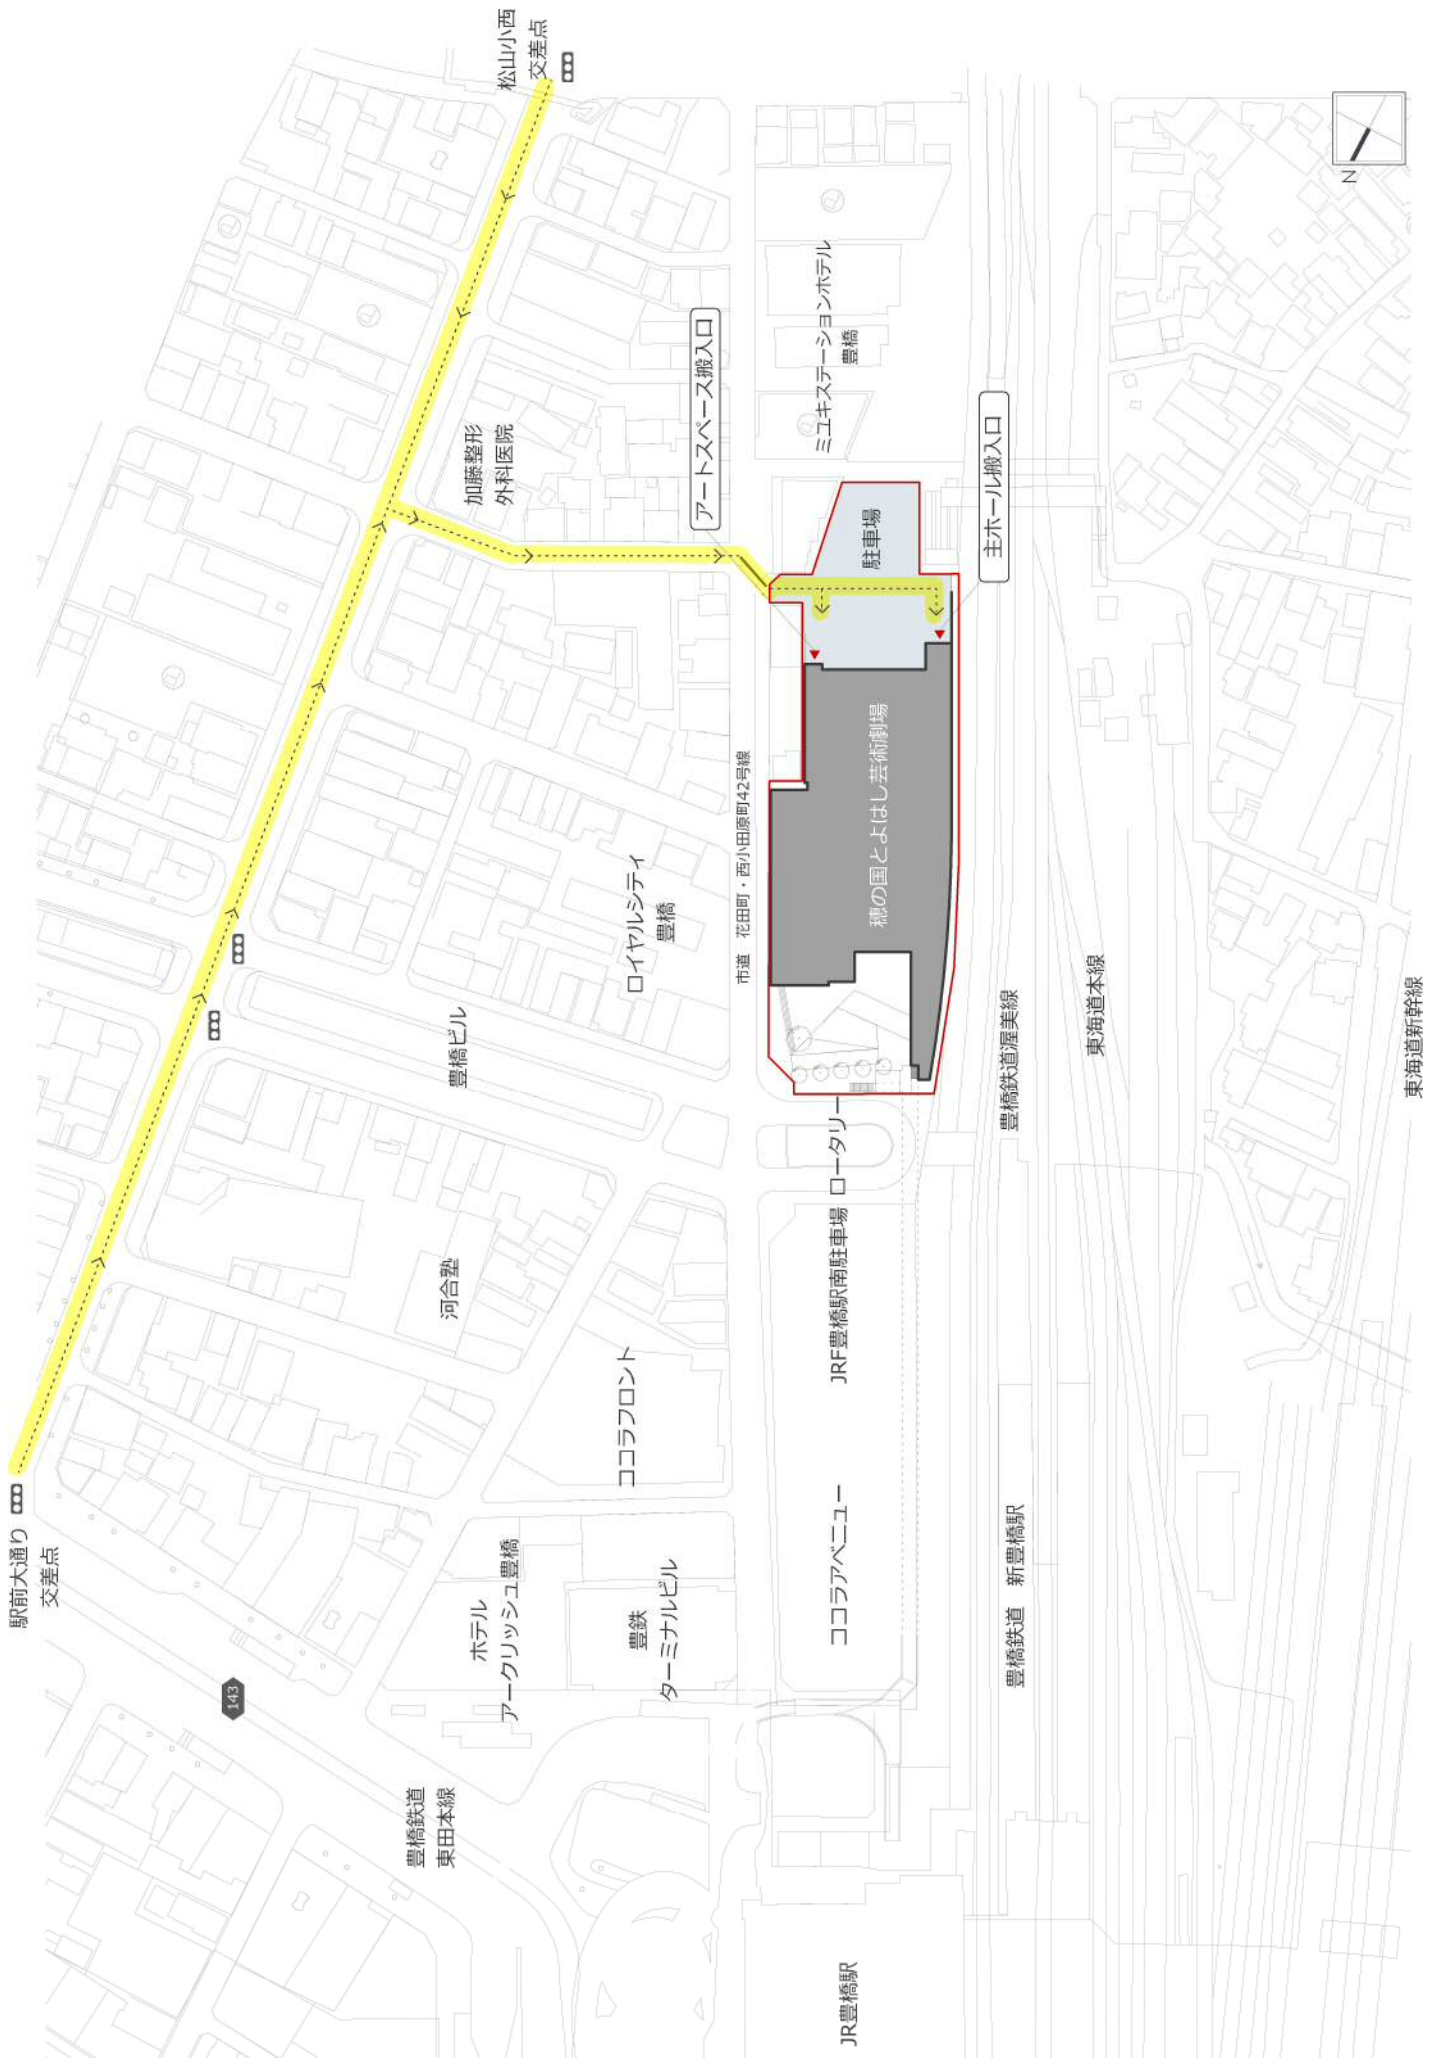 駅前大通り
交差点
松山小西
交差点
143
豊橋鉄道
東田本線
ホテル
アークリッシュ豊橋
河合塾
豊橋ビル
加藤整形
外科医院
豊鉄
ターミナルビル
ココラフロント
ロイヤルシティ
豊橋
アートスペース搬入口
市道 花田町・西小田原町42号線
JR豊橋駅
ココラアベニュー
JRF豊橋駅南駐車場
ロータリー
穂の国とよはし芸術劇場
駐車場
ミユキステーションホテル
豊橋
主ホール搬入口
豊橋鉄道 新豊橋駅
豊橋鉄道渥美線
東海道本線
東海道新幹線
N